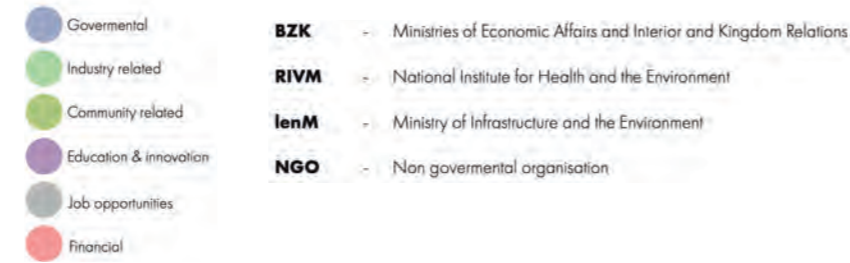 Govermental
Industry related
Community related
Education & innovation
Job opportunities
Financial
BZK - Ministries of Economic Affairs and Interior and Kingdom Relations
RIVM - National Institute for Health and the Environment
IenM - Ministry of Infrastructure and the Environment
NGO - Non govermental organisation